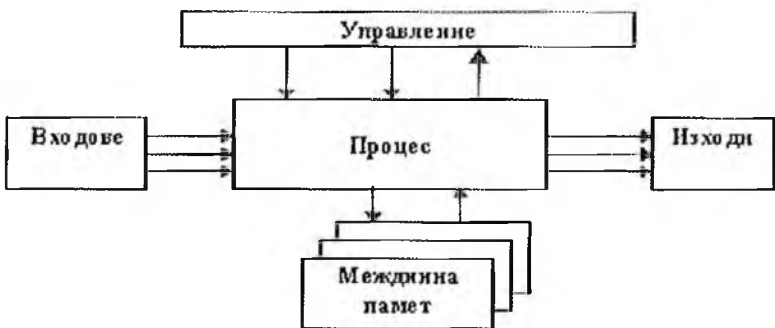 Управление
Входове
Процес
Изходи
Междинна
памет